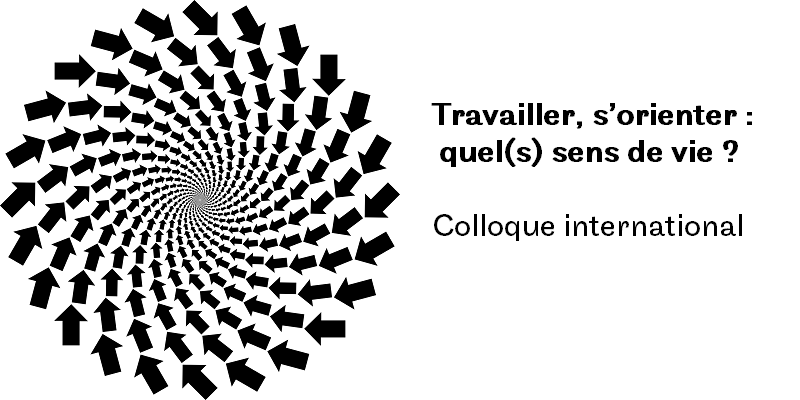 Travailler, s’orienter :
quel(s) sens de vie ?
Colloque international